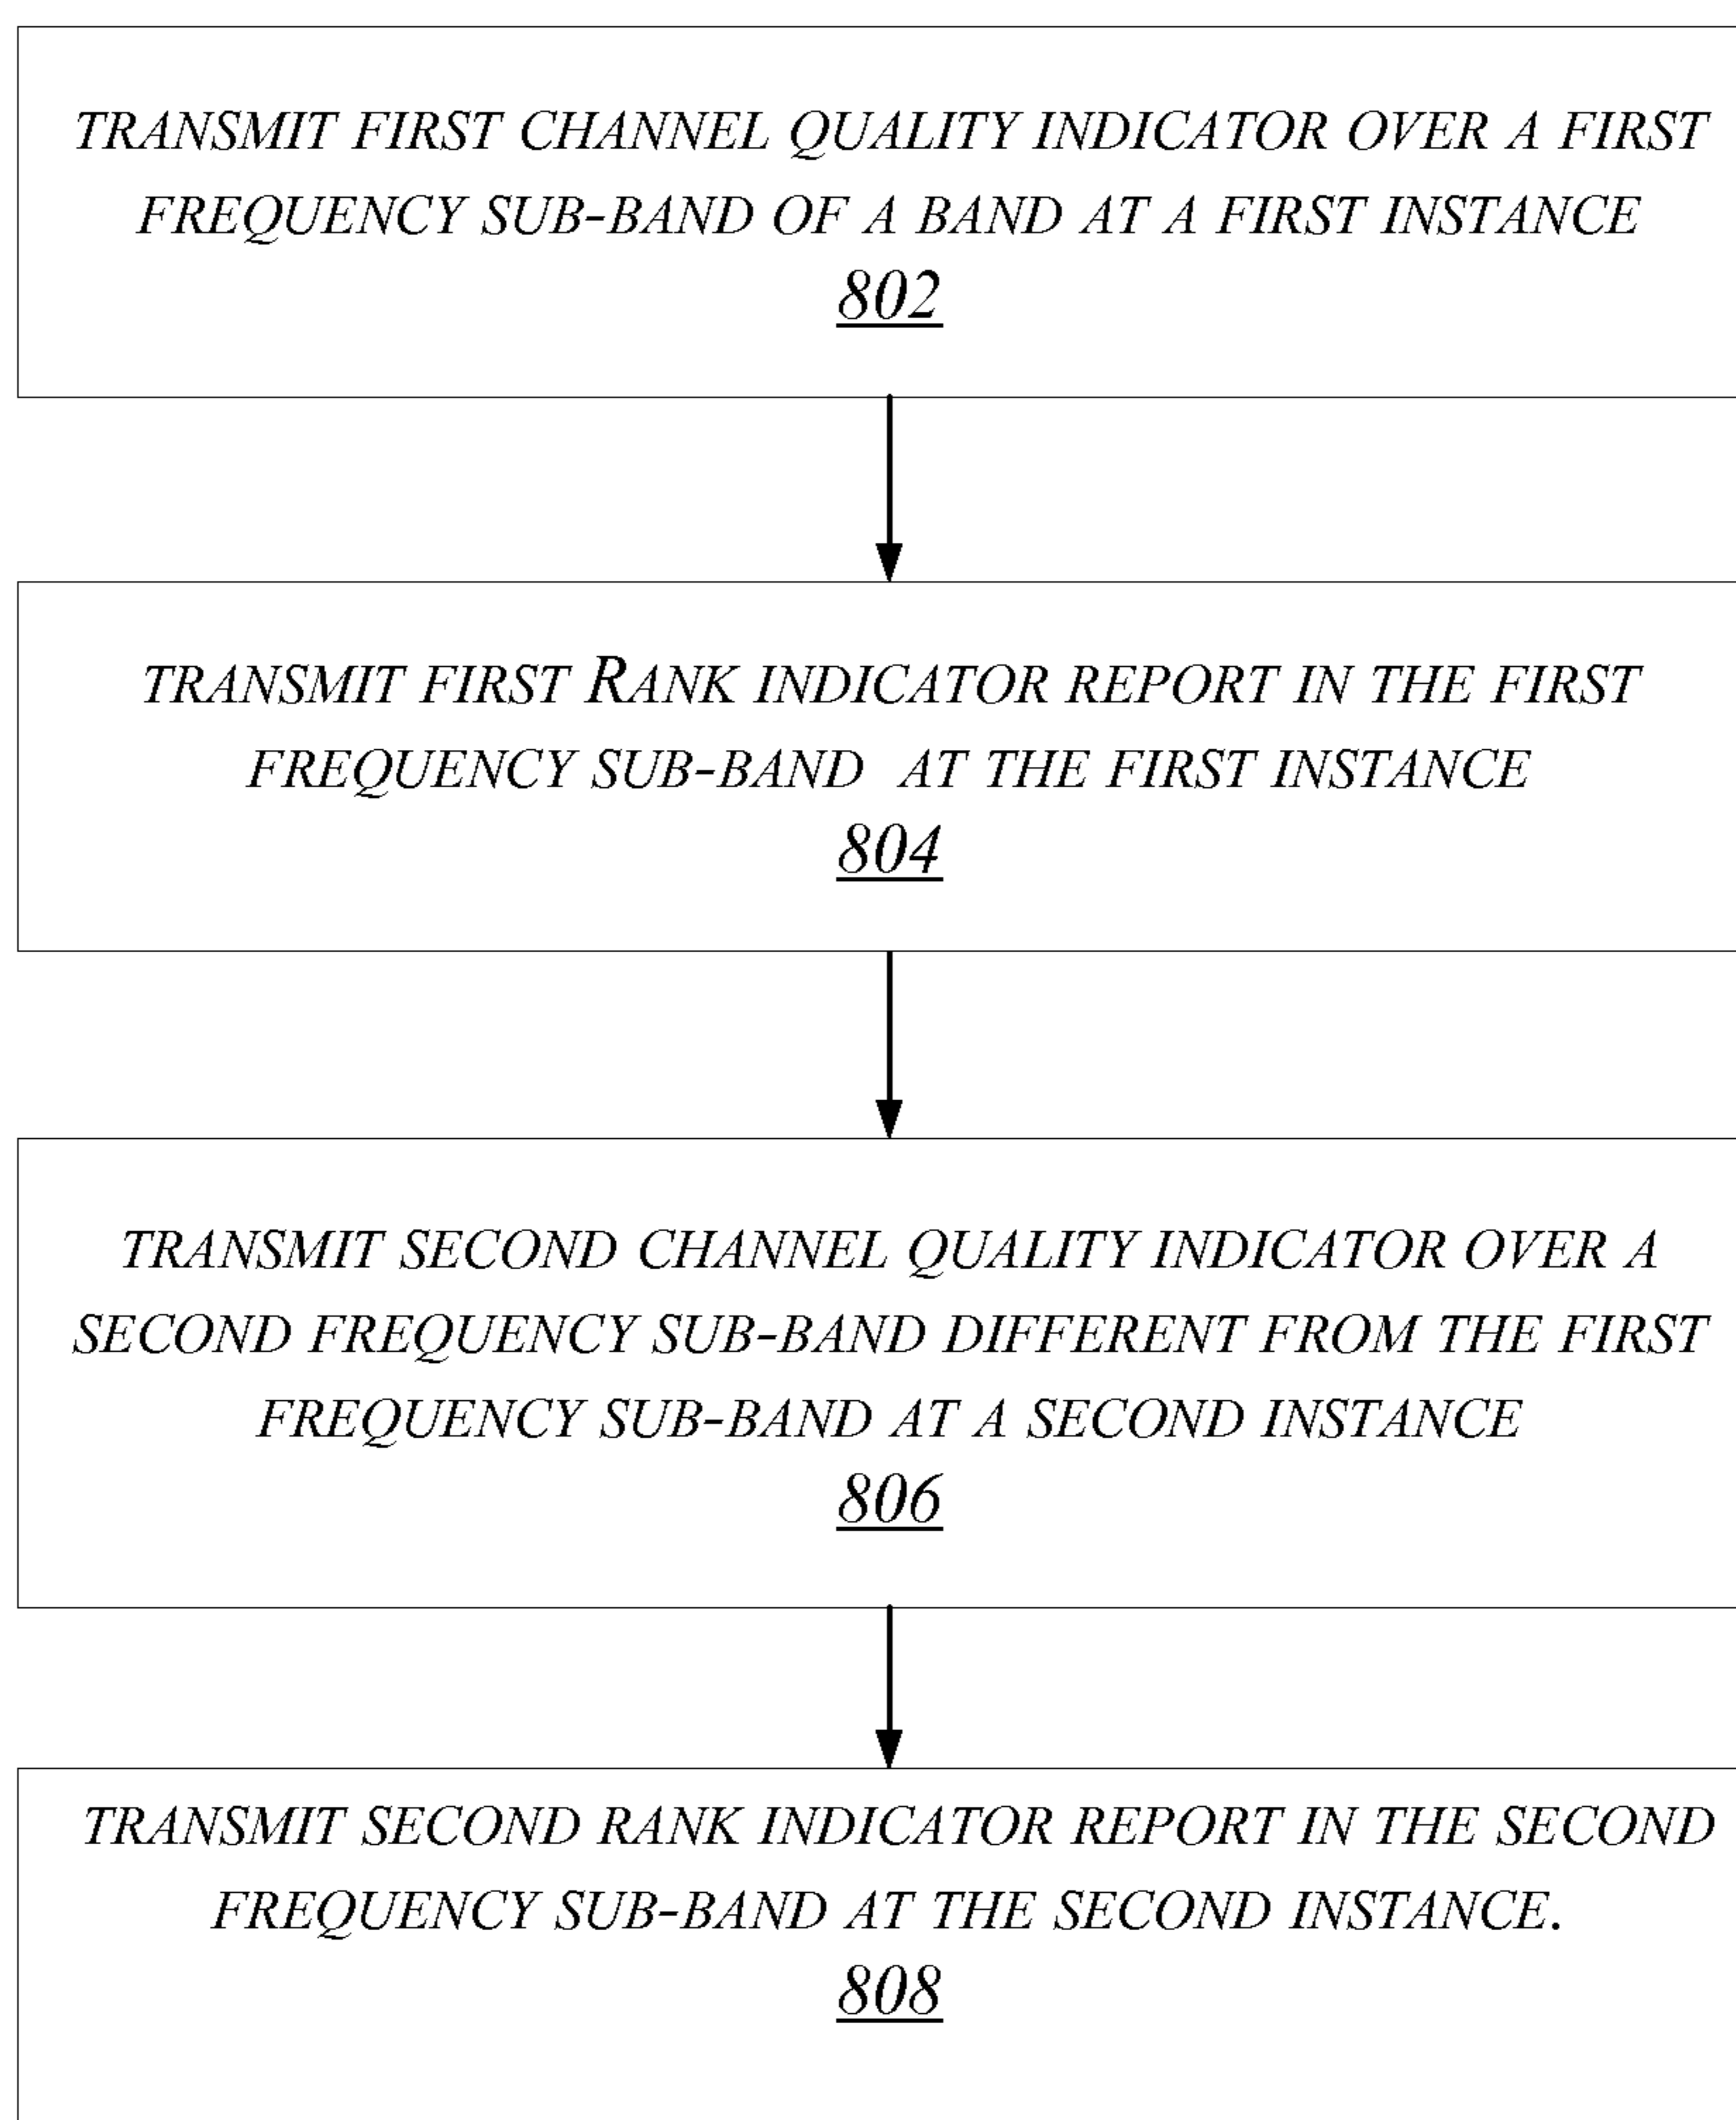 TRANSMIT FIRST CHANNEL QUALITY INDICATOR OVER A FIRST
FREQUENCY SUB-BAND OF A BAND AT A FIRST INSTANCE
802
TRANSMIT FIRST RANK INDICATOR REPORT IN THE FIRST
FREQUENCY SUB-BAND AT THE FIRST INSTANCE
804
TRANSMIT SECOND CHANNEL QUALITY INDICATOR OVER A
SECOND FREQUENCY SUB-BAND DIFFERENT FROM THE FIRST
FREQUENCY SUB-BAND AT A SECOND INSTANCE
806
TRANSMIT SECOND RANK INDICATOR REPORT IN THE SECOND
FREQUENCY SUB-BAND AT THE SECOND INSTANCE.
808